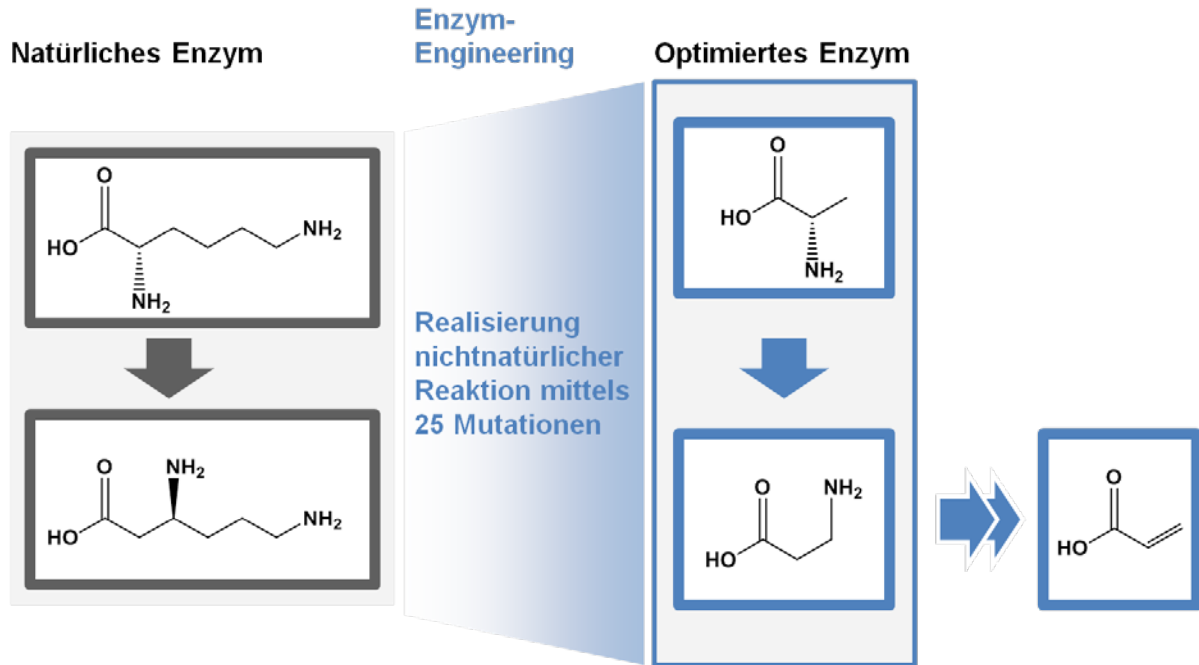 Natürliches Enzym
O
HO
NH2
NH2
O
NH2
HO
NH2
Enzym-
Engineering
Realisierung
nichtnatürlicher
Reaktion mittels
25 Mutationen
Optimiertes Enzym
O
HO
NH2
O
NH2
HO
O
HO